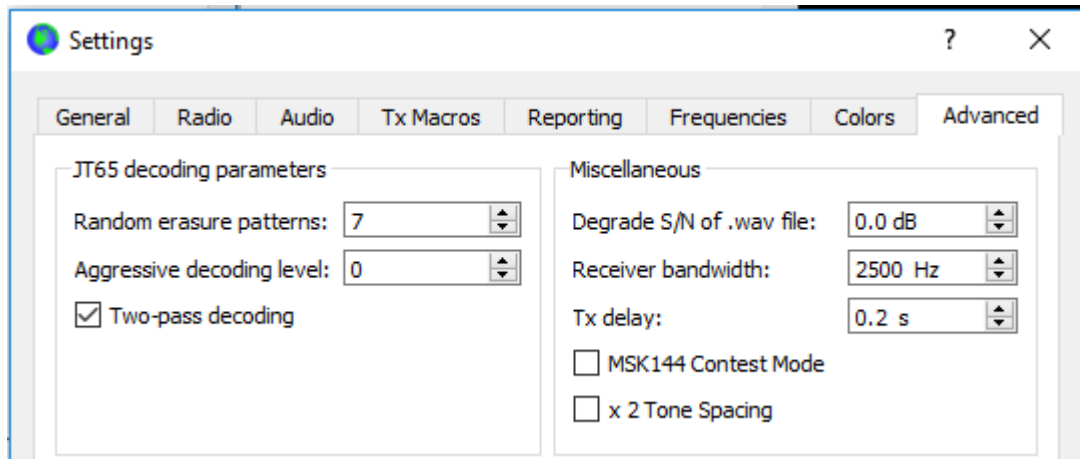 Settings
?
General Radio Audio Tx Macros Reporting Frequencies Colors Advanced
JT65 decoding parameters
Random erasure patterns: 7
Aggressive decoding level: 0
Two-pass decoding
Miscellaneous
Degrade S/N of .wav file: 0.0 dB
Receiver bandwidth: 2500 Hz
Tx delay: 0.2 s
MSK144 Contest Mode
x 2 Tone Spacing